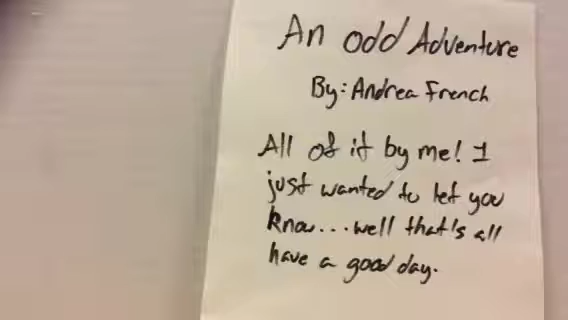 An odd Adventure
By: Andrea French
All of it by me! I
just wanted to let you
know...well that's all
have a good day.